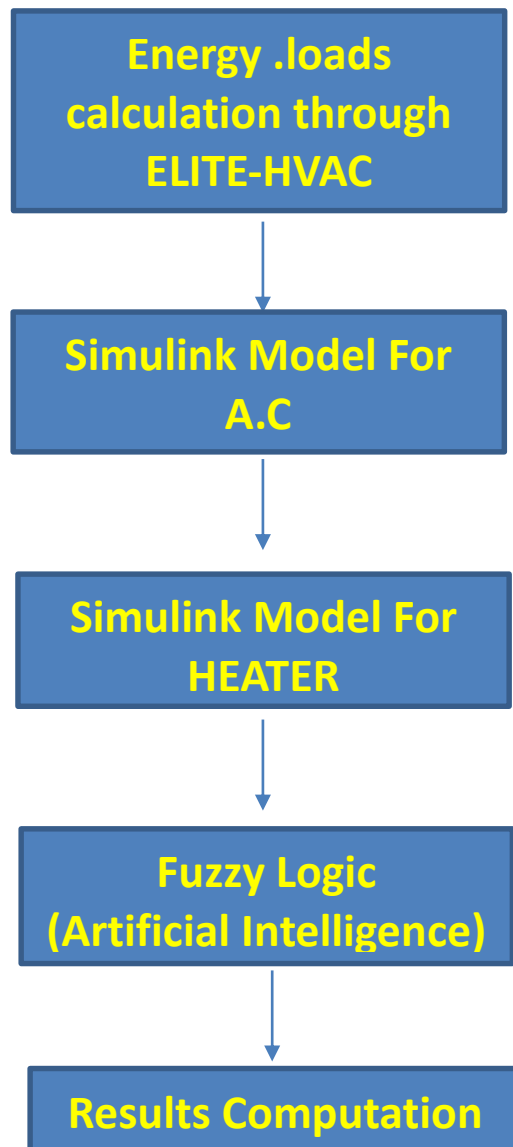 Energy .loads
calculation through
ELITE-HVAC
Simulink Model For
A.C
Simulink Model For
HEATER
Fuzzy Logic
(Artificial Intelligence)
Results Computation